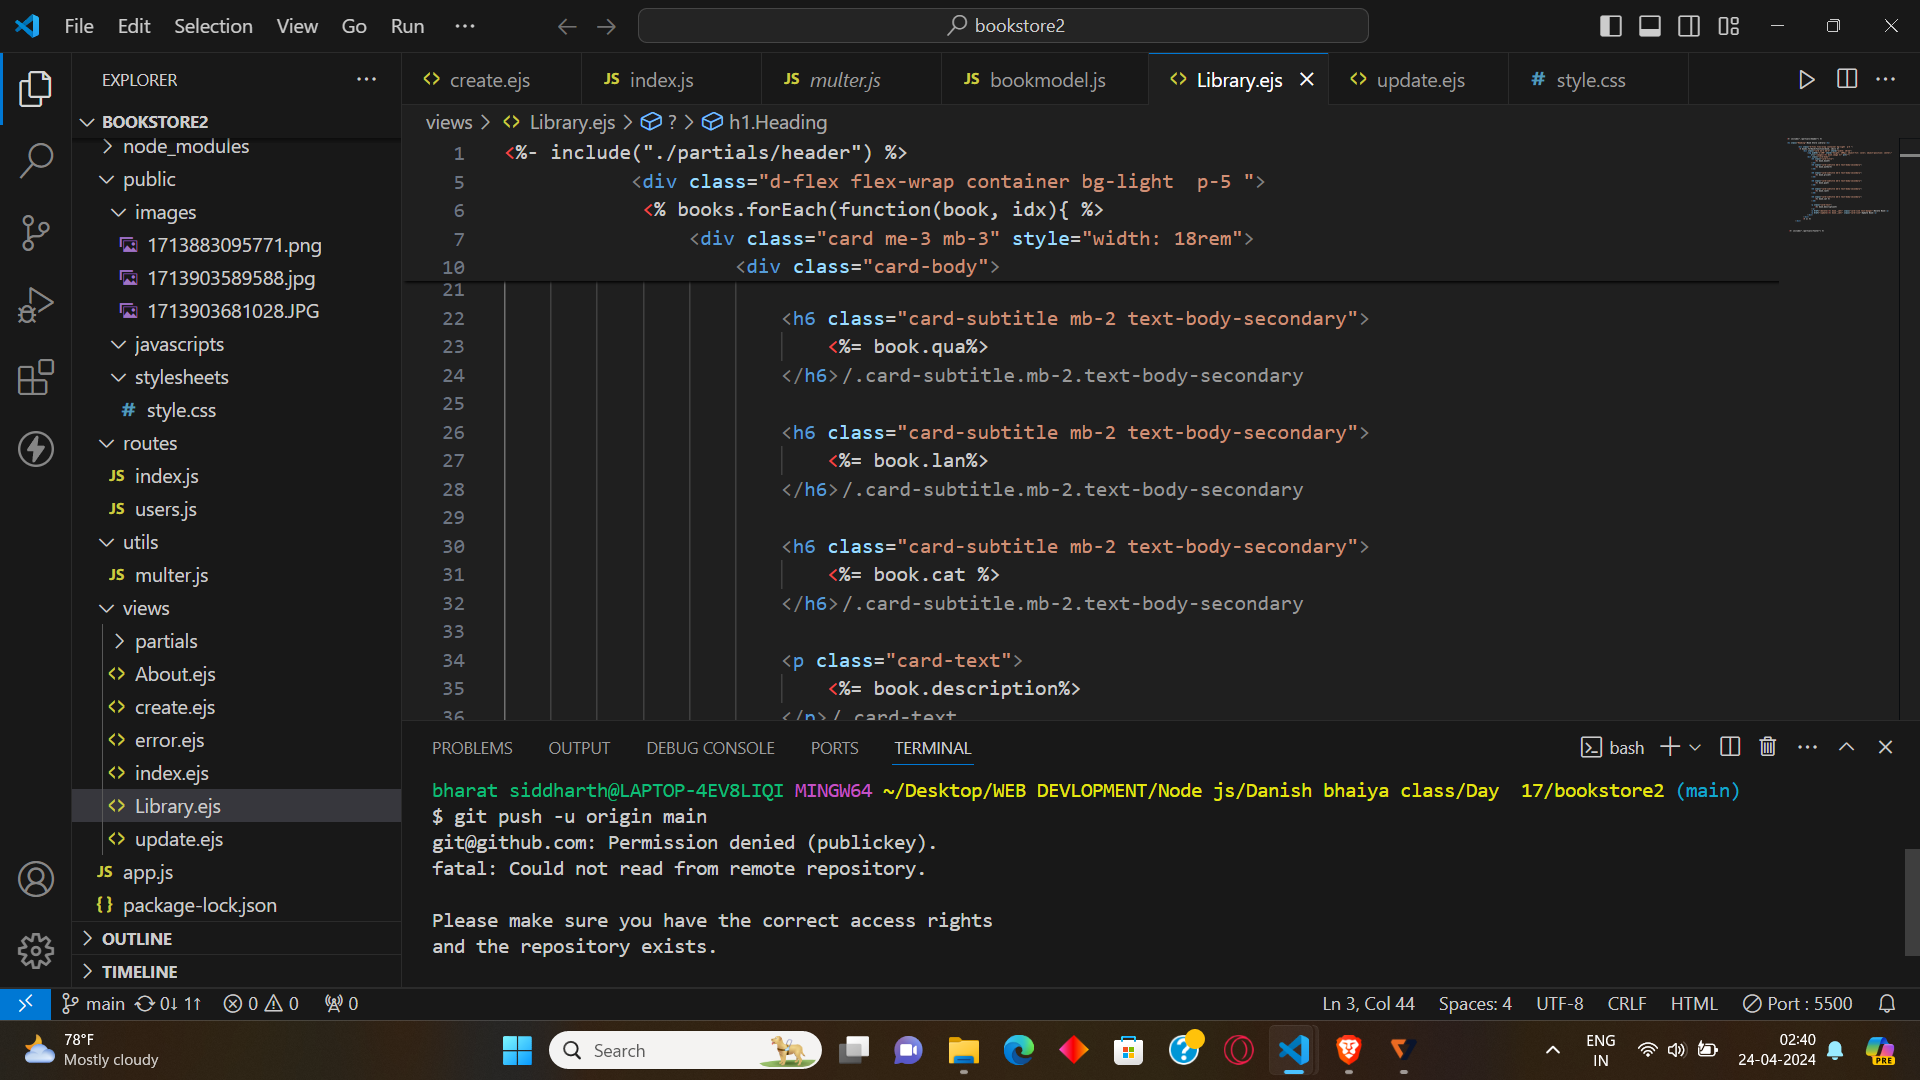 File Edit Selection View Go Run ··· bookstore2
EXPLORER ···
BOOKSTORE2
node_modules
public
images
1713883095771.png
1713903589588.jpg
1713903681028.JPG
javascripts
stylesheets
# style.css
routes
JS index.js
JS users.js
utils
JS multer.js
views
partials
<> About.ejs
<> create.ejs
<> error.ejs
<> index.ejs
<> Library.ejs
<> update.ejs
JS app.js
{} package-lock.json
OUTLINE
TIMELINE
<> create.ejs JS index.js JS multer.js JS bookmodel.js <> Library.ejs <> update.ejs # style.css
views > <> Library.ejs > ? > h1.Heading
1 <%- include("./partials/header") %>
5 <div class="d-flex flex-wrap container bg-light  p-5 ">
6 <% books.forEach(function(book, idx){ %>
7 <div class="card me-3 mb-3" style="width: 18rem">
10 <div class="card-body">
21
22 <h6 class="card-subtitle mb-2 text-body-secondary">
23 <%= book.qua%>
24 </h6>/.card-subtitle.mb-2.text-body-secondary
25
26 <h6 class="card-subtitle mb-2 text-body-secondary">
27 <%= book.lan%>
28 </h6>/.card-subtitle.mb-2.text-body-secondary
29
30 <h6 class="card-subtitle mb-2 text-body-secondary">
31 <%= book.cat %>
32 </h6>/.card-subtitle.mb-2.text-body-secondary
33
34 <p class="card-text">
35 <%= book.description%>
36 </p>/.card-text
PROBLEMS OUTPUT DEBUG CONSOLE PORTS TERMINAL bash
bharat siddharth@LAPTOP-4EV8LIQI MINGW64 ~/Desktop/WEB DEVLOPMENT/Node js/Danish bhaiya class/Day  17/bookstore2 (main)
$ git push -u origin main
git@github.com: Permission denied (publickey).
fatal: Could not read from remote repository.
Please make sure you have the correct access rights
and the repository exists.
main 0↓ 1↑ 0 0 0 Ln 3, Col 44 Spaces: 4 UTF-8 CRLF HTML Port : 5500
78°F
Mostly cloudy
Search
ENG
IN
02:40
24-04-2024
PRE